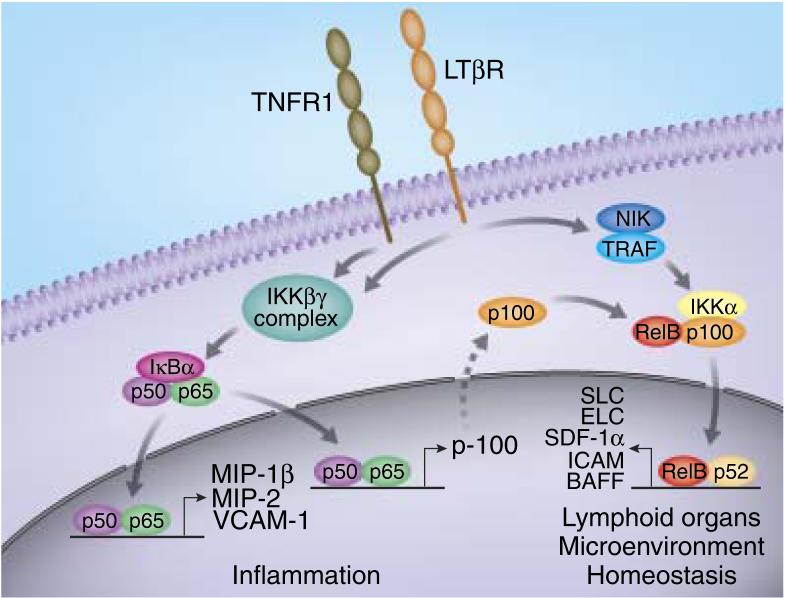 LTβR
TNFR1
NIK
TRAF
IKKβγ
complex
IKKα
p100
RelB p100
IκBα
p50 p65
SLC
ELC
SDF-1α
ICAM
BAFF
p-100
p50 p65
RelB p52
MIP-1β
MIP-2
VCAM-1
p50 p65
Lymphoid organs
Microenvironment
Homeostasis
Inflammation